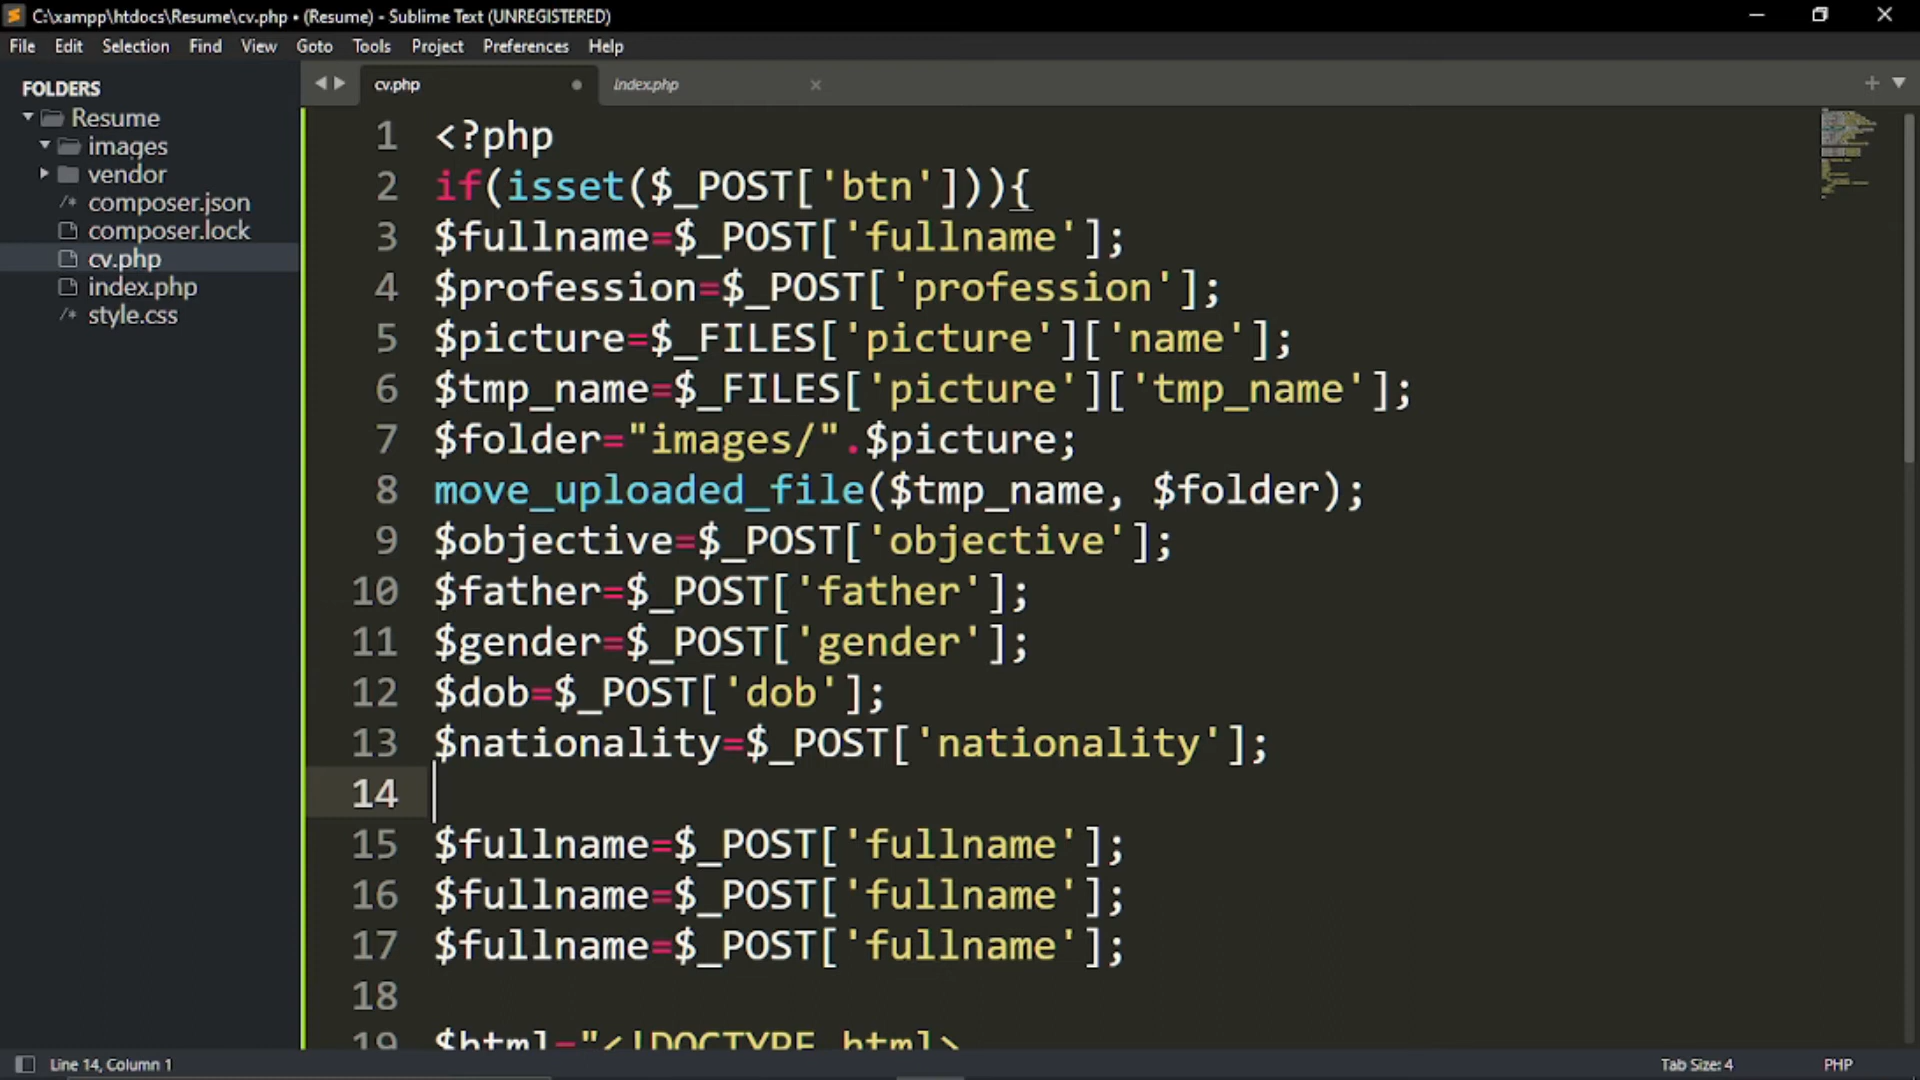 C:\xampp\htdocs\Resume\cv.php • (Resume) - Sublime Text (UNREGISTERED)
File Edit Selection Find View Goto Tools Project Preferences Help
FOLDERS
Resume
images
vendor
/* composer.json
composer.lock
cv.php
index.php
/* style.css
cv.php
index.php
1 <?php
2 if(isset($_POST['btn'])){
3 $fullname=$_POST['fullname'];
4 $profession=$_POST['profession'];
5 $picture=$_FILES['picture']['name'];
6 $tmp_name=$_FILES['picture']['tmp_name'];
7 $folder="images/".$picture;
8 move_uploaded_file($tmp_name, $folder);
9 $objective=$_POST['objective'];
10 $father=$_POST['father'];
11 $gender=$_POST['gender'];
12 $dob=$_POST['dob'];
13 $nationality=$_POST['nationality'];
14
15 $fullname=$_POST['fullname'];
16 $fullname=$_POST['fullname'];
17 $fullname=$_POST['fullname'];
18
19 $html="<!DOCTYPE html>
Line 14, Column 1
Tab Size: 4
PHP